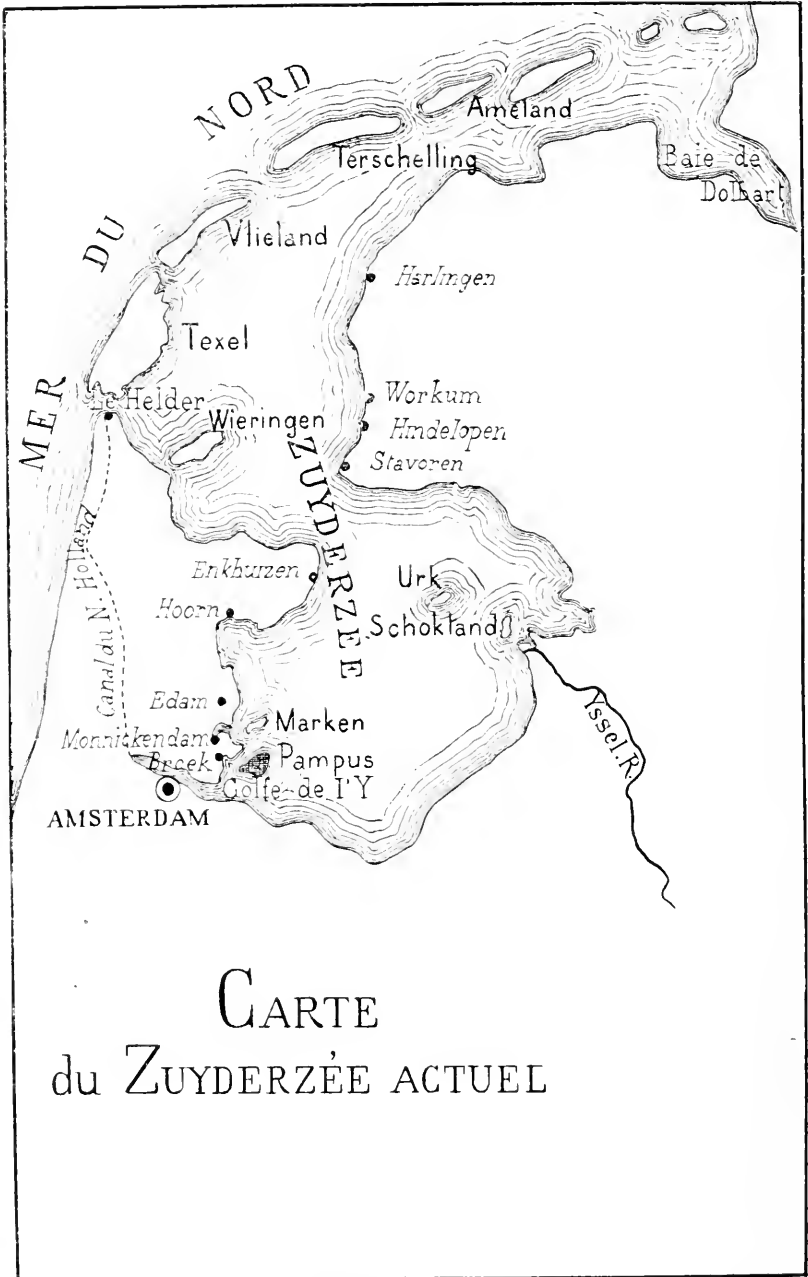 MER DU NORD
Ameland
Terschelling
Baie de
Dollart
Vlieland
Harlingen
Texel
Le Helder
Workum
Wieringen
Hindelopen
Stavoren
ZUYDERZEE
Canal du N. Holland
Enkhuizen
Urk
Hoorn
Schokland
Edam
Marken
Yssel. R.
Monnickendam
Broek
Pampus
Golfe de l'Y
AMSTERDAM
CARTE
du ZUYDERZÉE ACTUEL